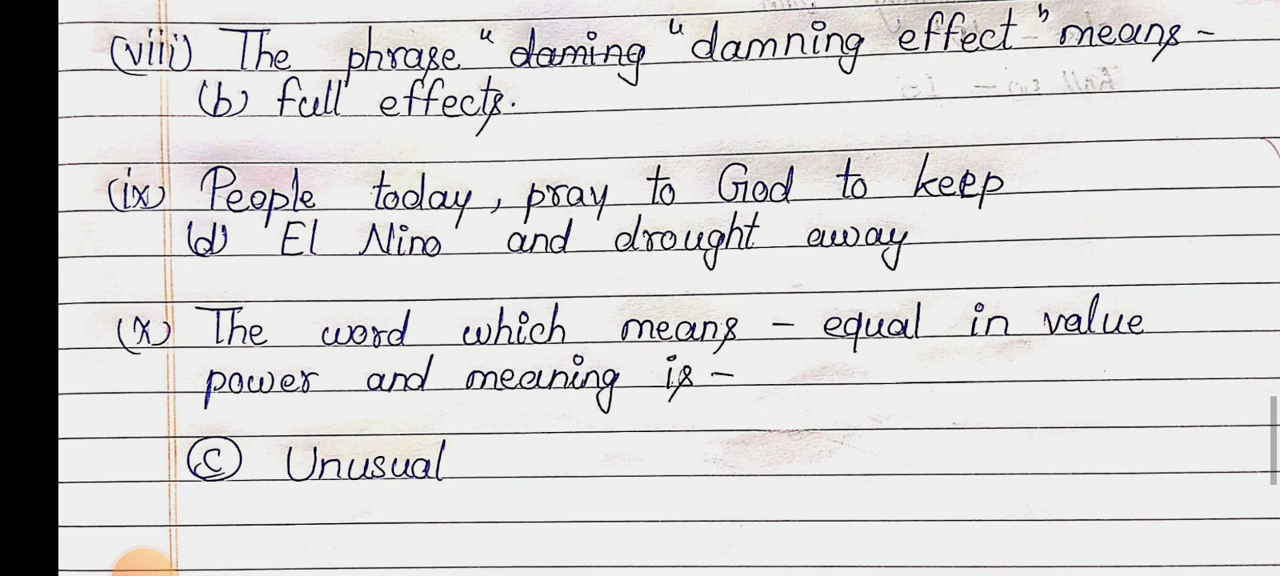 (viii) The phrase "daming "damning effect" means -
(b) full effects.
(ix) People today, pray to God to keep
(d) 'El Nino' and drought away
(x) The word which means - equal in value
power and meaning is -
(c) Unusual